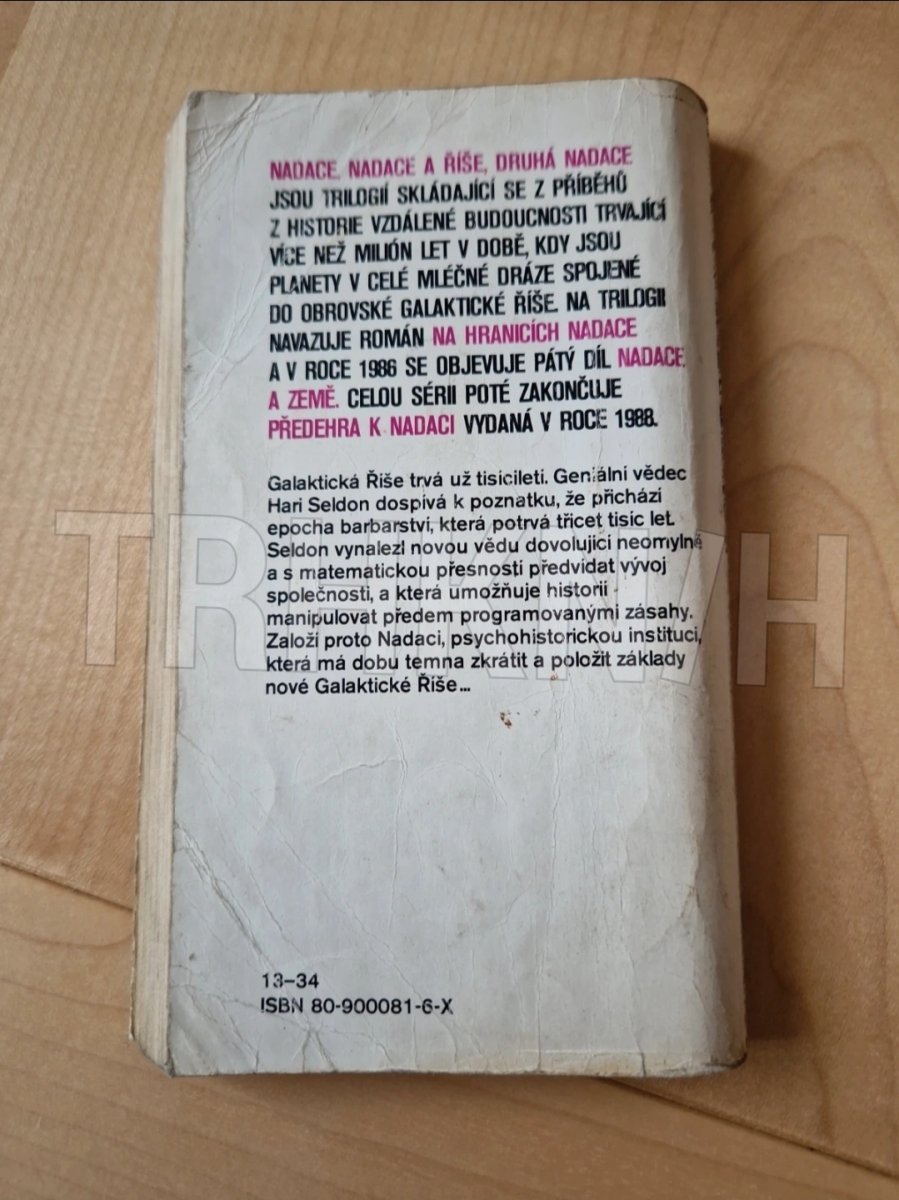 NADACE, NADACE A ŘÍŠE, DRUHÁ NADACE
JSOU TRILOGIÍ SKLÁDAJÍCÍ SE Z PŘÍBĚHŮ
Z HISTORIE VZDÁLENÉ BUDOUCNOSTI TRVAJÍCÍ
VÍCE NEŽ MILIÓN LET V DOBĚ, KDY JSOU
PLANETY V CELÉ MLÉČNÉ DRÁZE SPOJENÉ
DO OBROVSKÉ GALAKTICKÉ ŘÍŠE. NA TRILOGII
NAVAZUJE ROMÁN NA HRANICÍCH NADACE
A V ROCE 1986 SE OBJEVUJE PÁTÝ DÍL NADACE
A ZEMĚ. CELOU SÉRII POTÉ ZAKONČUJE
PŘEDEHRA K NADACI VYDANÁ V ROCE 1988.
Galaktická Říše trvá už tisíciletí. Geniální vědec
Hari Seldon dospívá k poznatku, že přichází
epocha barbarství, která potrvá třicet tisíc let.
Seldon vynalezl novou vědu dovolující neomylně
a s matematickou přesností předvídat vývoj
společnosti, a která umožňuje historii
manipulovat předem programovanými zásahy.
Založí proto Nadaci, psychohistorickou instituci,
která má dobu temna zkrátit a položit základy
nové Galaktické Říše...
13–34
ISBN 80-900081-6-X